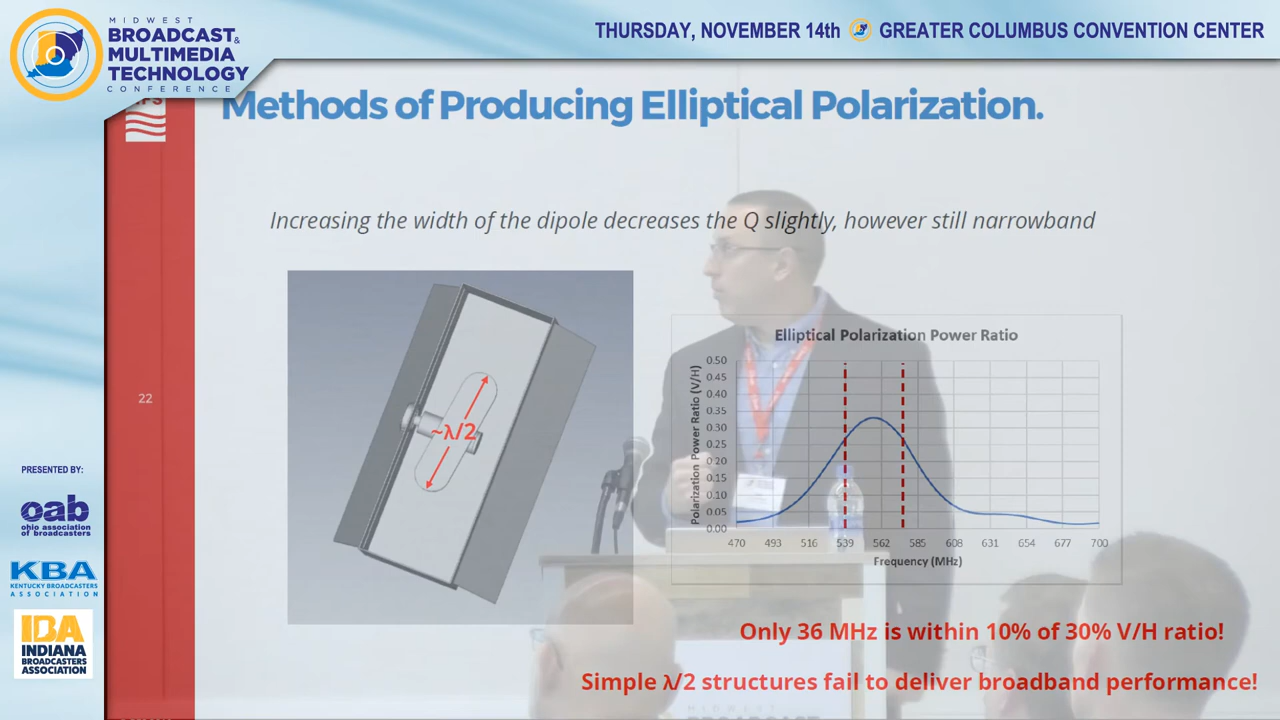 MIDWEST
BROADCAST&
MULTIMEDIA
TECHNOLOGY
CONFERENCE
THURSDAY, NOVEMBER 14th
GREATER COLUMBUS CONVENTION CENTER
Methods of Producing Elliptical Polarization.
Increasing the width of the dipole decreases the Q slightly, however still narrowband
22
~λ/2
Elliptical Polarization Power Ratio
Polarization Power Ratio (V/H)
0.50
0.45
0.40
0.35
0.30
0.25
0.20
0.15
0.10
0.05
0.00
470 493 516 539 562 585 608 631 654 677 700
Frequency (MHz)
Only 36 MHz is within 10% of 30% V/H ratio!
Simple λ/2 structures fail to deliver broadband performance!
PRESENTED BY:
oab
ohio association
of broadcasters
KBA
KENTUCKY BROADCASTERS
ASSOCIATION
IBA
INDIANA
BROADCASTERS
ASSOCIATION
MIDWEST
BROADCAST